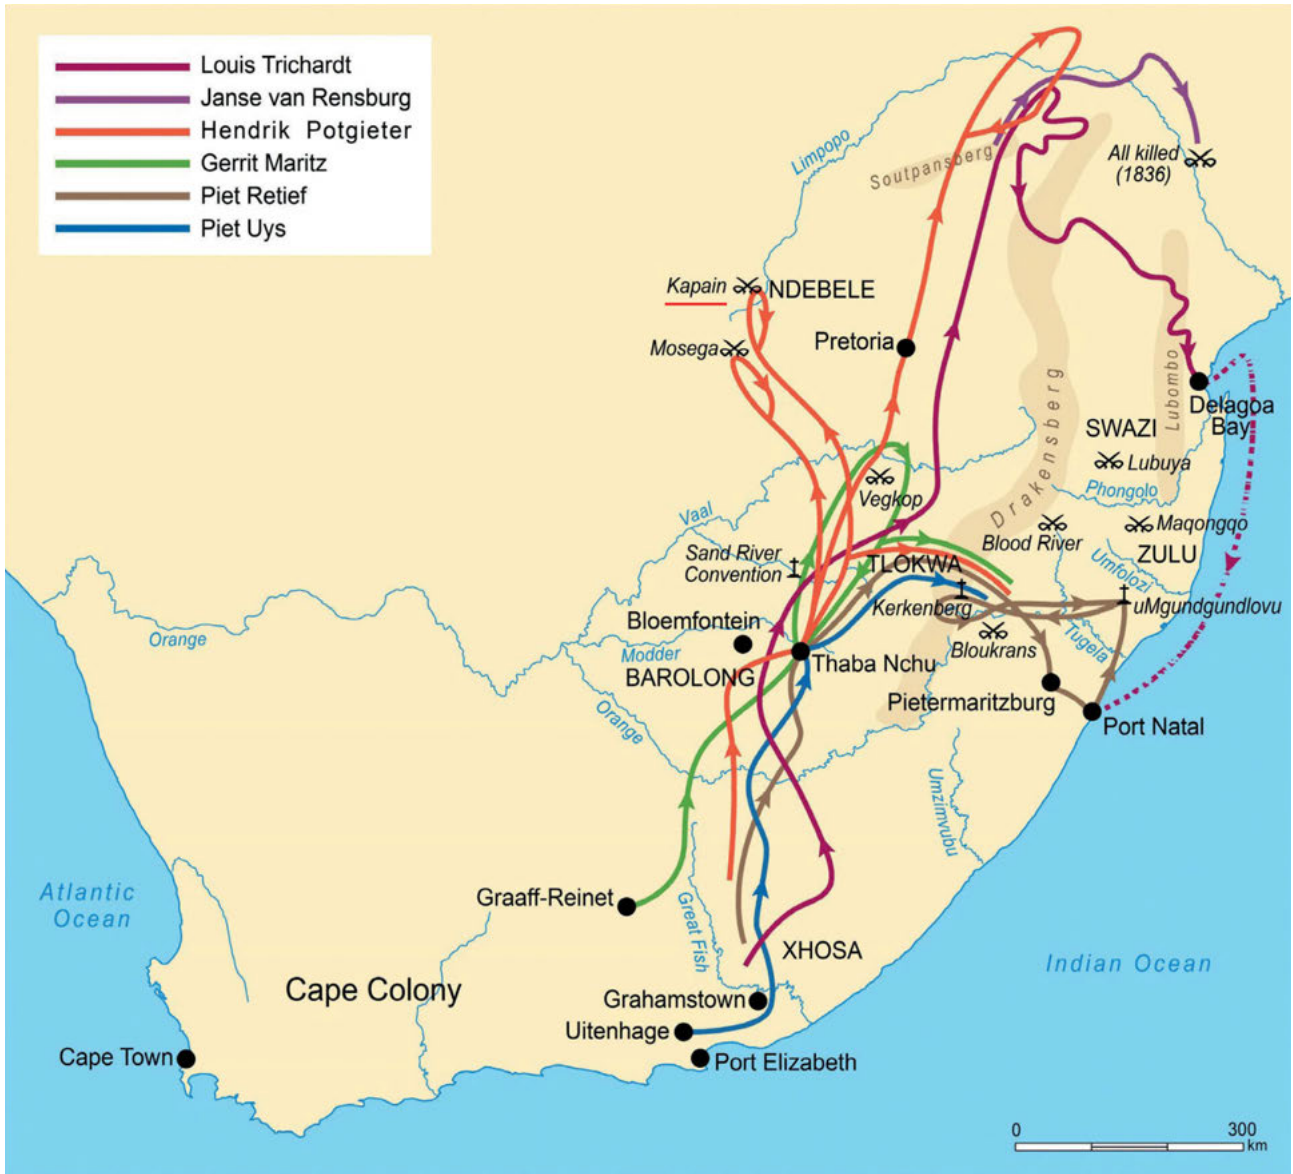 Louis Trichardt
Janse van Rensburg
Hendrik Potgieter
Gerrit Maritz
Piet Retief
Piet Uys
Limpopo
Soutpansberg
All killed
(1836)
Kapain
NDEBELE
Mosega
Pretoria
Lubombo
Delagoa
Bay
Drakensberg
SWAZI
Lubuya
Vegkop
Phongolo
Vaal
Blood River
Maqongqo
ZULU
Sand River
Convention
TLOKWA
Umfolozi
Kerkenberg
uMgundgundlovu
Bloemfontein
Orange
Modder
Bloukrans
Tugela
BAROLONG
Thaba Nchu
Orange
Pietermaritzburg
Port Natal
Umzimvubu
Atlantic
Ocean
Graaff-Reinet
Great Fish
XHOSA
Indian Ocean
Cape Colony
Grahamstown
Uitenhage
Cape Town
Port Elizabeth
0
300
km